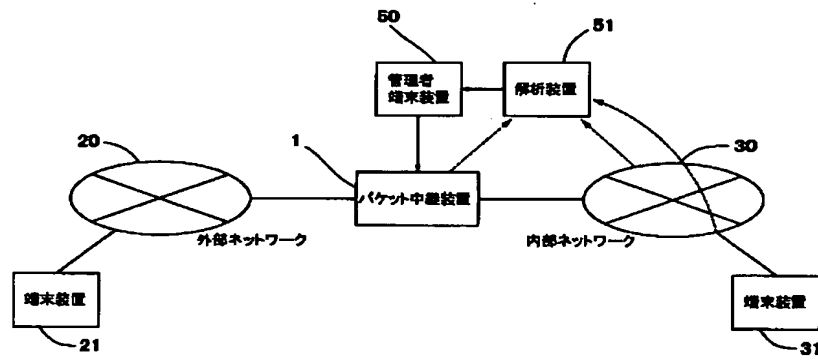 50
51
管理者
端末装置
解析装置
20
1
30
パケット中継装置
外部ネットワーク
内部ネットワーク
端末装置
端末装置
21
31